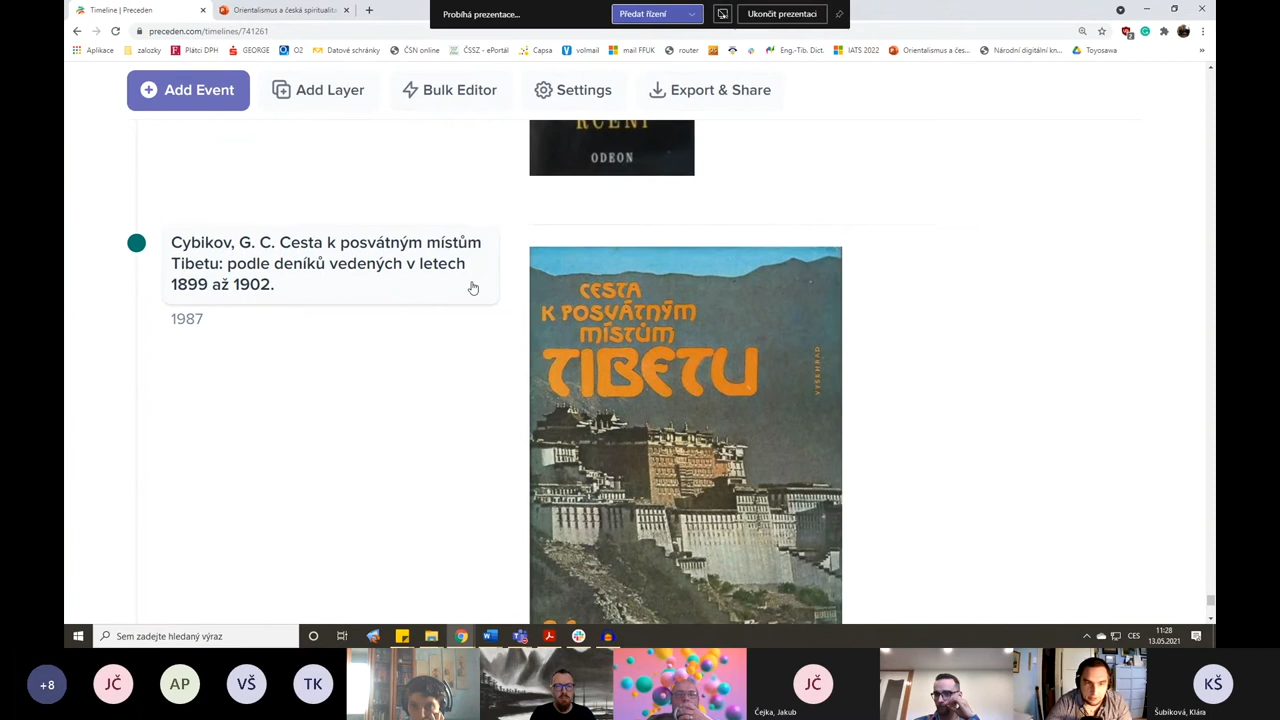 Timeline | Preceden
Orientalismus a česká spiritualit
Probíhá prezentace...
Předat řízení
Ukončit prezentaci
preceden.com/timelines/741261
Aplikace
zalozky
Plátci DPH
GEORGE
O2
Datové schránky
ČSN online
ČSSZ - ePortál
Capsa
volmail
mail FFUK
router
Eng.-Tib. Dict.
IATS 2022
Orientalismus a čes...
Národní digitální kn...
Toyosawa
Add Event
Add Layer
Bulk Editor
Settings
Export & Share
RČENÍ
ODEON
Cybikov, G. C. Cesta k posvátným místům
Tibetu: podle deníků vedených v letech
1899 až 1902.
1987
CESTA
K POSVÁTNÝM
MÍSTŮM
TIBETU
VYŠEHRAD
Sem zadejte hledaný výraz
CES
11:28
13.05.2021
+8
JČ
AP
VŠ
TK
JČ
Čejka, Jakub
KŠ
Šubíková, Klára